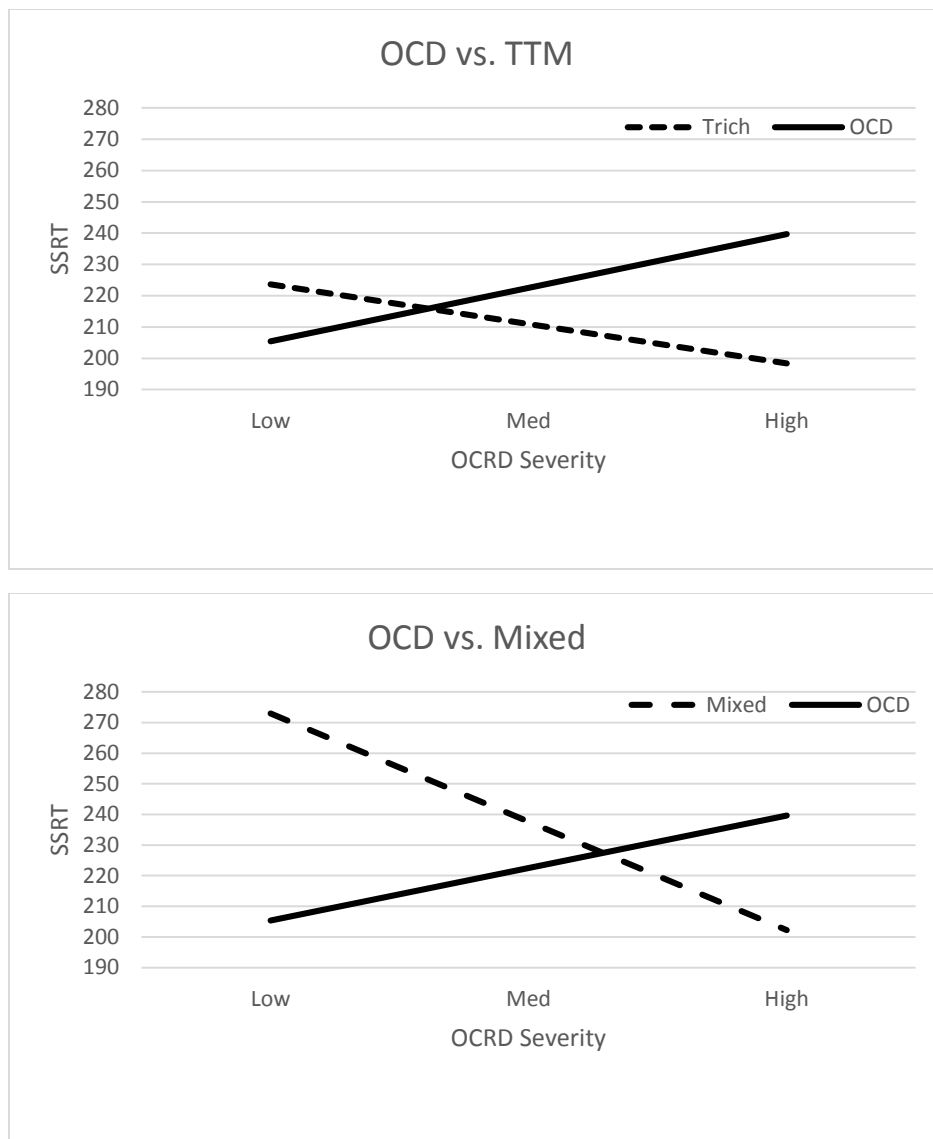 OCD vs. TTM
280
Trich OCD
270
260
250
240
230
220
210
200
190
SSRT
Low Med High
OCRD Severity
OCD vs. Mixed
280
Mixed OCD
270
260
250
240
230
220
210
200
190
SSRT
Low Med High
OCRD Severity